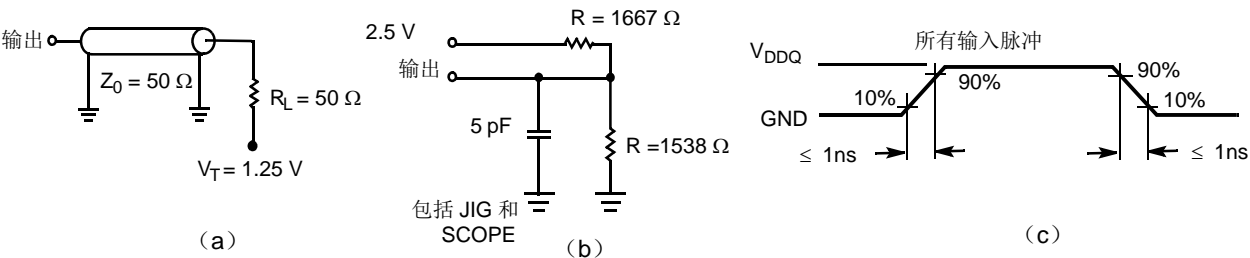 输出
Z0 = 50 Ω
RL = 50 Ω
VT = 1.25 V
（a）
R = 1667 Ω
2.5 V
输出
5 pF
R =1538 Ω
包括 JIG 和
SCOPE
（b）
所有输入脉冲
VDDQ
GND
10%
90%
90%
10%
≤ 1ns
≤ 1ns
（c）